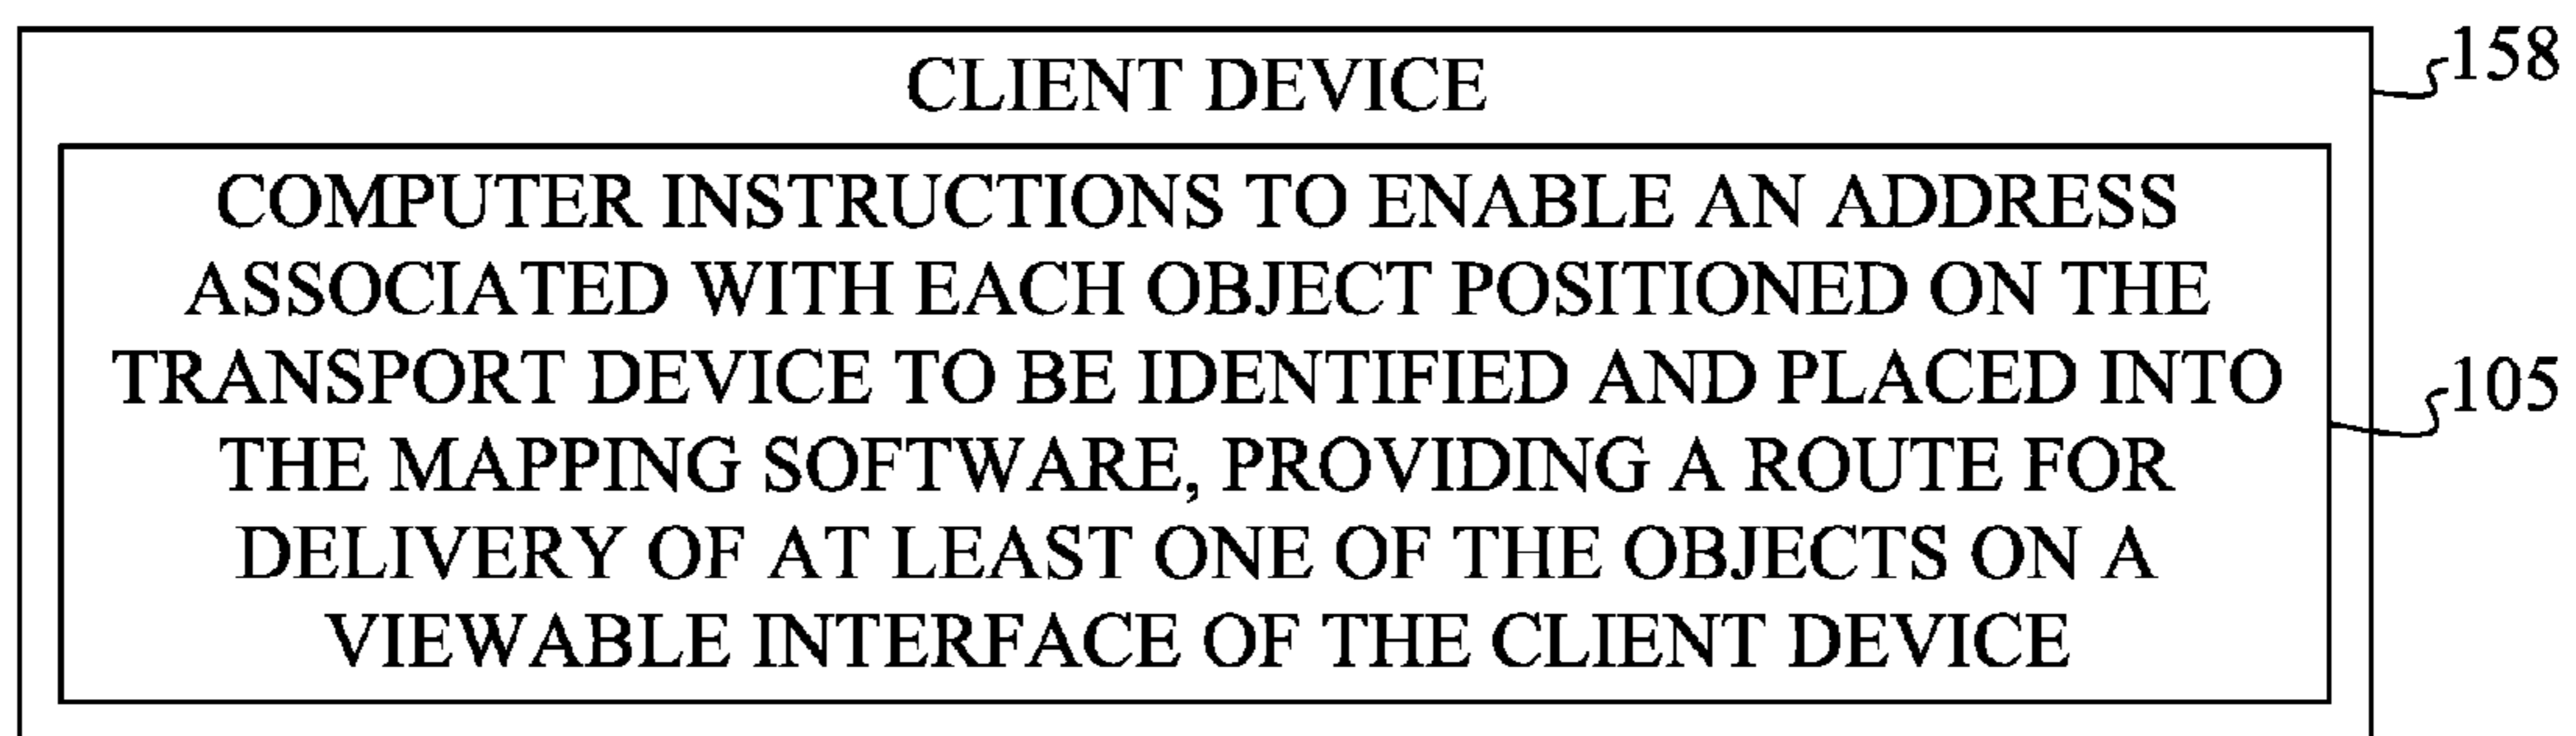 CLIENT DEVICE
158
COMPUTER INSTRUCTIONS TO ENABLE AN ADDRESS
ASSOCIATED WITH EACH OBJECT POSITIONED ON THE
TRANSPORT DEVICE TO BE IDENTIFIED AND PLACED INTO
THE MAPPING SOFTWARE, PROVIDING A ROUTE FOR
DELIVERY OF AT LEAST ONE OF THE OBJECTS ON A
VIEWABLE INTERFACE OF THE CLIENT DEVICE
105